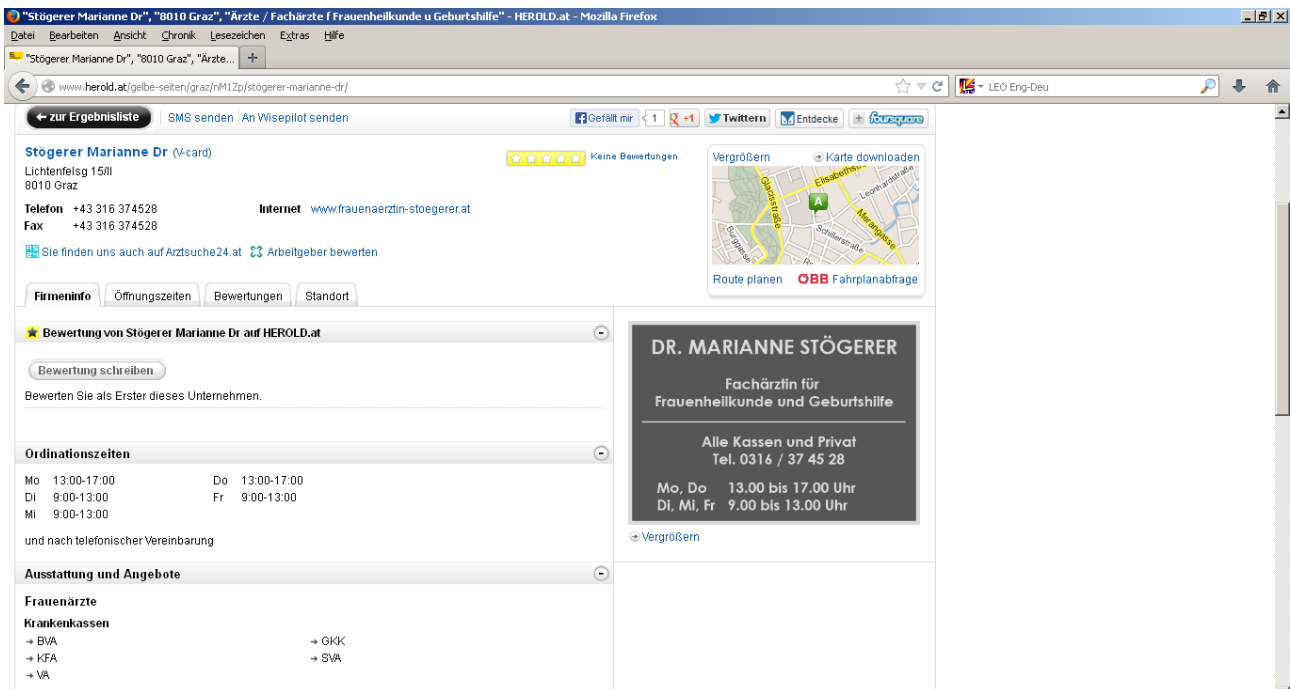 "Stögerer Marianne Dr", "8010 Graz", "Ärzte / Fachärzte f Frauenheilkunde u Geburtshilfe" - HEROLD.at - Mozilla Firefox
Datei Bearbeiten Ansicht Chronik Lesezeichen Extras Hilfe
"Stögerer Marianne Dr", "8010 Graz", "Ärzte... +
www.herold.at/gelbe-seiten/graz/nM1Zp/stögerer-marianne-dr/ LEO Eng-Deu
zur Ergebnisliste SMS senden An Wisepilot senden Gefällt mir 1 +1 Twittern Entdecke foursquare
Stögerer Marianne Dr (V-card) Keine Bewertungen
Lichtenfelsg 15/II
8010 Graz
Telefon +43 316 374528 Internet www.frauenaerztin-stoegerer.at
Fax +43 316 374528
Sie finden uns auch auf Arztsuche24.at Arbeitgeber bewerten
Vergrößern Karte downloaden
Elisabethstr
Leonhardstraße
Glacisstraße
A
Merangasse
Schillerstraße
Burggasse
Route planen ÖBB Fahrplanabfrage
Firmeninfo Öffnungszeiten Bewertungen Standort
Bewertung von Stögerer Marianne Dr auf HEROLD.at
Bewertung schreiben
Bewerten Sie als Erster dieses Unternehmen.
Ordinationszeiten
Mo 13:00-17:00 Do 13:00-17:00
Di 9:00-13:00 Fr 9:00-13:00
Mi 9:00-13:00
und nach telefonischer Vereinbarung
DR. MARIANNE STÖGERER
Fachärztin für
Frauenheilkunde und Geburtshilfe
Alle Kassen und Privat
Tel. 0316 / 37 45 28
Mo, Do 13.00 bis 17.00 Uhr
Di, Mi, Fr 9.00 bis 13.00 Uhr
Vergrößern
Ausstattung und Angebote
Frauenärzte
Krankenkassen
BVA GKK
KFA SVA
VA